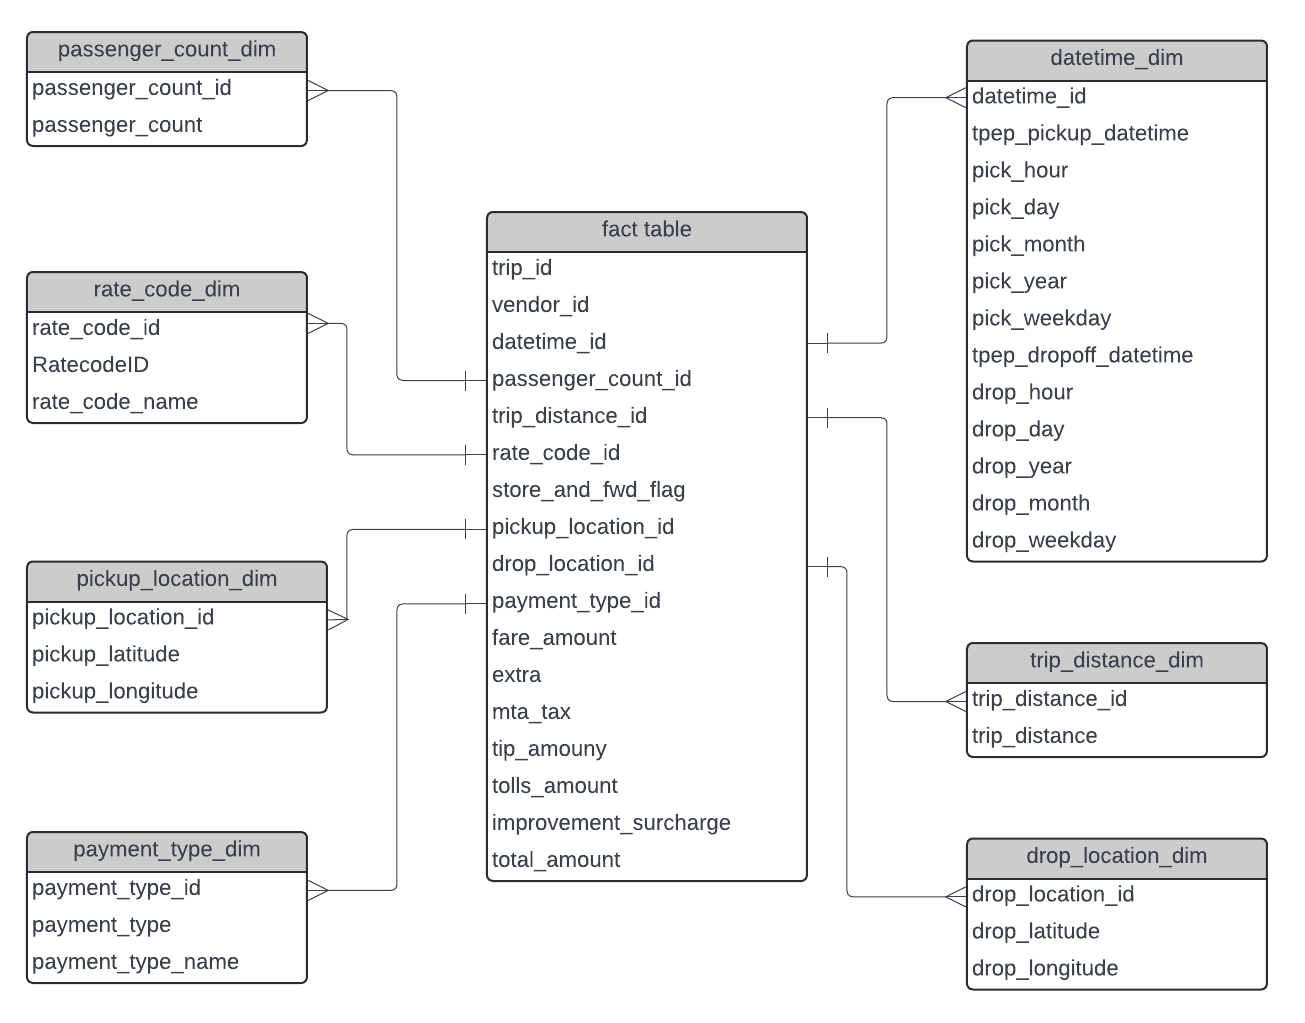 passenger_count_dim
passenger_count_id
passenger_count
rate_code_dim
rate_code_id
RatecodeID
rate_code_name
pickup_location_dim
pickup_location_id
pickup_latitude
pickup_longitude
payment_type_dim
payment_type_id
payment_type
payment_type_name
fact table
trip_id
vendor_id
datetime_id
passenger_count_id
trip_distance_id
rate_code_id
store_and_fwd_flag
pickup_location_id
drop_location_id
payment_type_id
fare_amount
extra
mta_tax
tip_amouny
tolls_amount
improvement_surcharge
total_amount
datetime_dim
datetime_id
tpep_pickup_datetime
pick_hour
pick_day
pick_month
pick_year
pick_weekday
tpep_dropoff_datetime
drop_hour
drop_day
drop_year
drop_month
drop_weekday
trip_distance_dim
trip_distance_id
trip_distance
drop_location_dim
drop_location_id
drop_latitude
drop_longitude